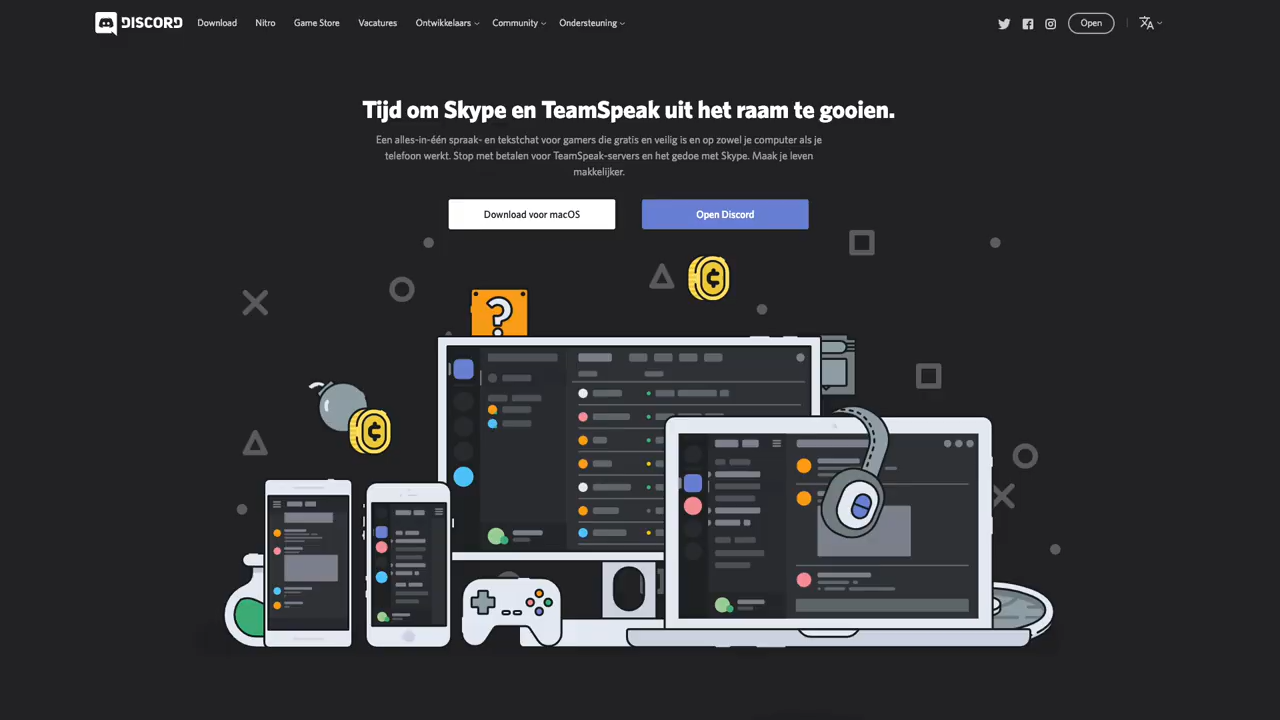 DISCORD Download Nitro Game Store Vacatures Ontwikkelaars Community Ondersteuning Open
Tijd om Skype en TeamSpeak uit het raam te gooien.
Een alles-in-één spraak- en tekstchat voor gamers die gratis en veilig is en op zowel je computer als je
telefoon werkt. Stop met betalen voor TeamSpeak-servers en het gedoe met Skype. Maak je leven
makkelijker.
Download voor macOS Open Discord
?